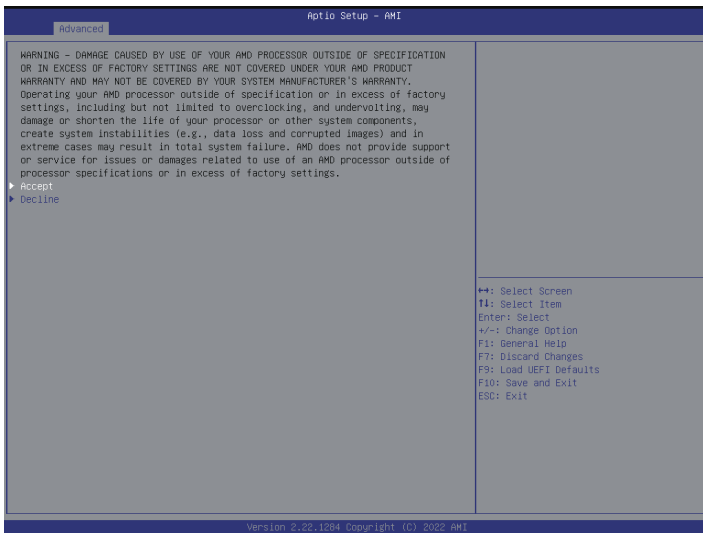 Aptio Setup – AMI
Advanced
WARNING – DAMAGE CAUSED BY USE OF YOUR AMD PROCESSOR OUTSIDE OF SPECIFICATION
OR IN EXCESS OF FACTORY SETTINGS ARE NOT COVERED UNDER YOUR AMD PRODUCT
WARRANTY AND MAY NOT BE COVERED BY YOUR SYSTEM MANUFACTURER'S WARRANTY.
Operating your AMD processor outside of specification or in excess of factory
settings, including but not limited to overclocking, and undervolting, may
damage or shorten the life of your processor or other system components,
create system instabilities (e.g., data loss and corrupted images) and in
extreme cases may result in total system failure. AMD does not provide support
or service for issues or damages related to use of an AMD processor outside of
processor specifications or in excess of factory settings.
Accept
Decline
↔: Select Screen
↑↓: Select Item
Enter: Select
+/-: Change Option
F1: General Help
F7: Discard Changes
F9: Load UEFI Defaults
F10: Save and Exit
ESC: Exit
Version 2.22.1284 Copyright (C) 2022 AMI